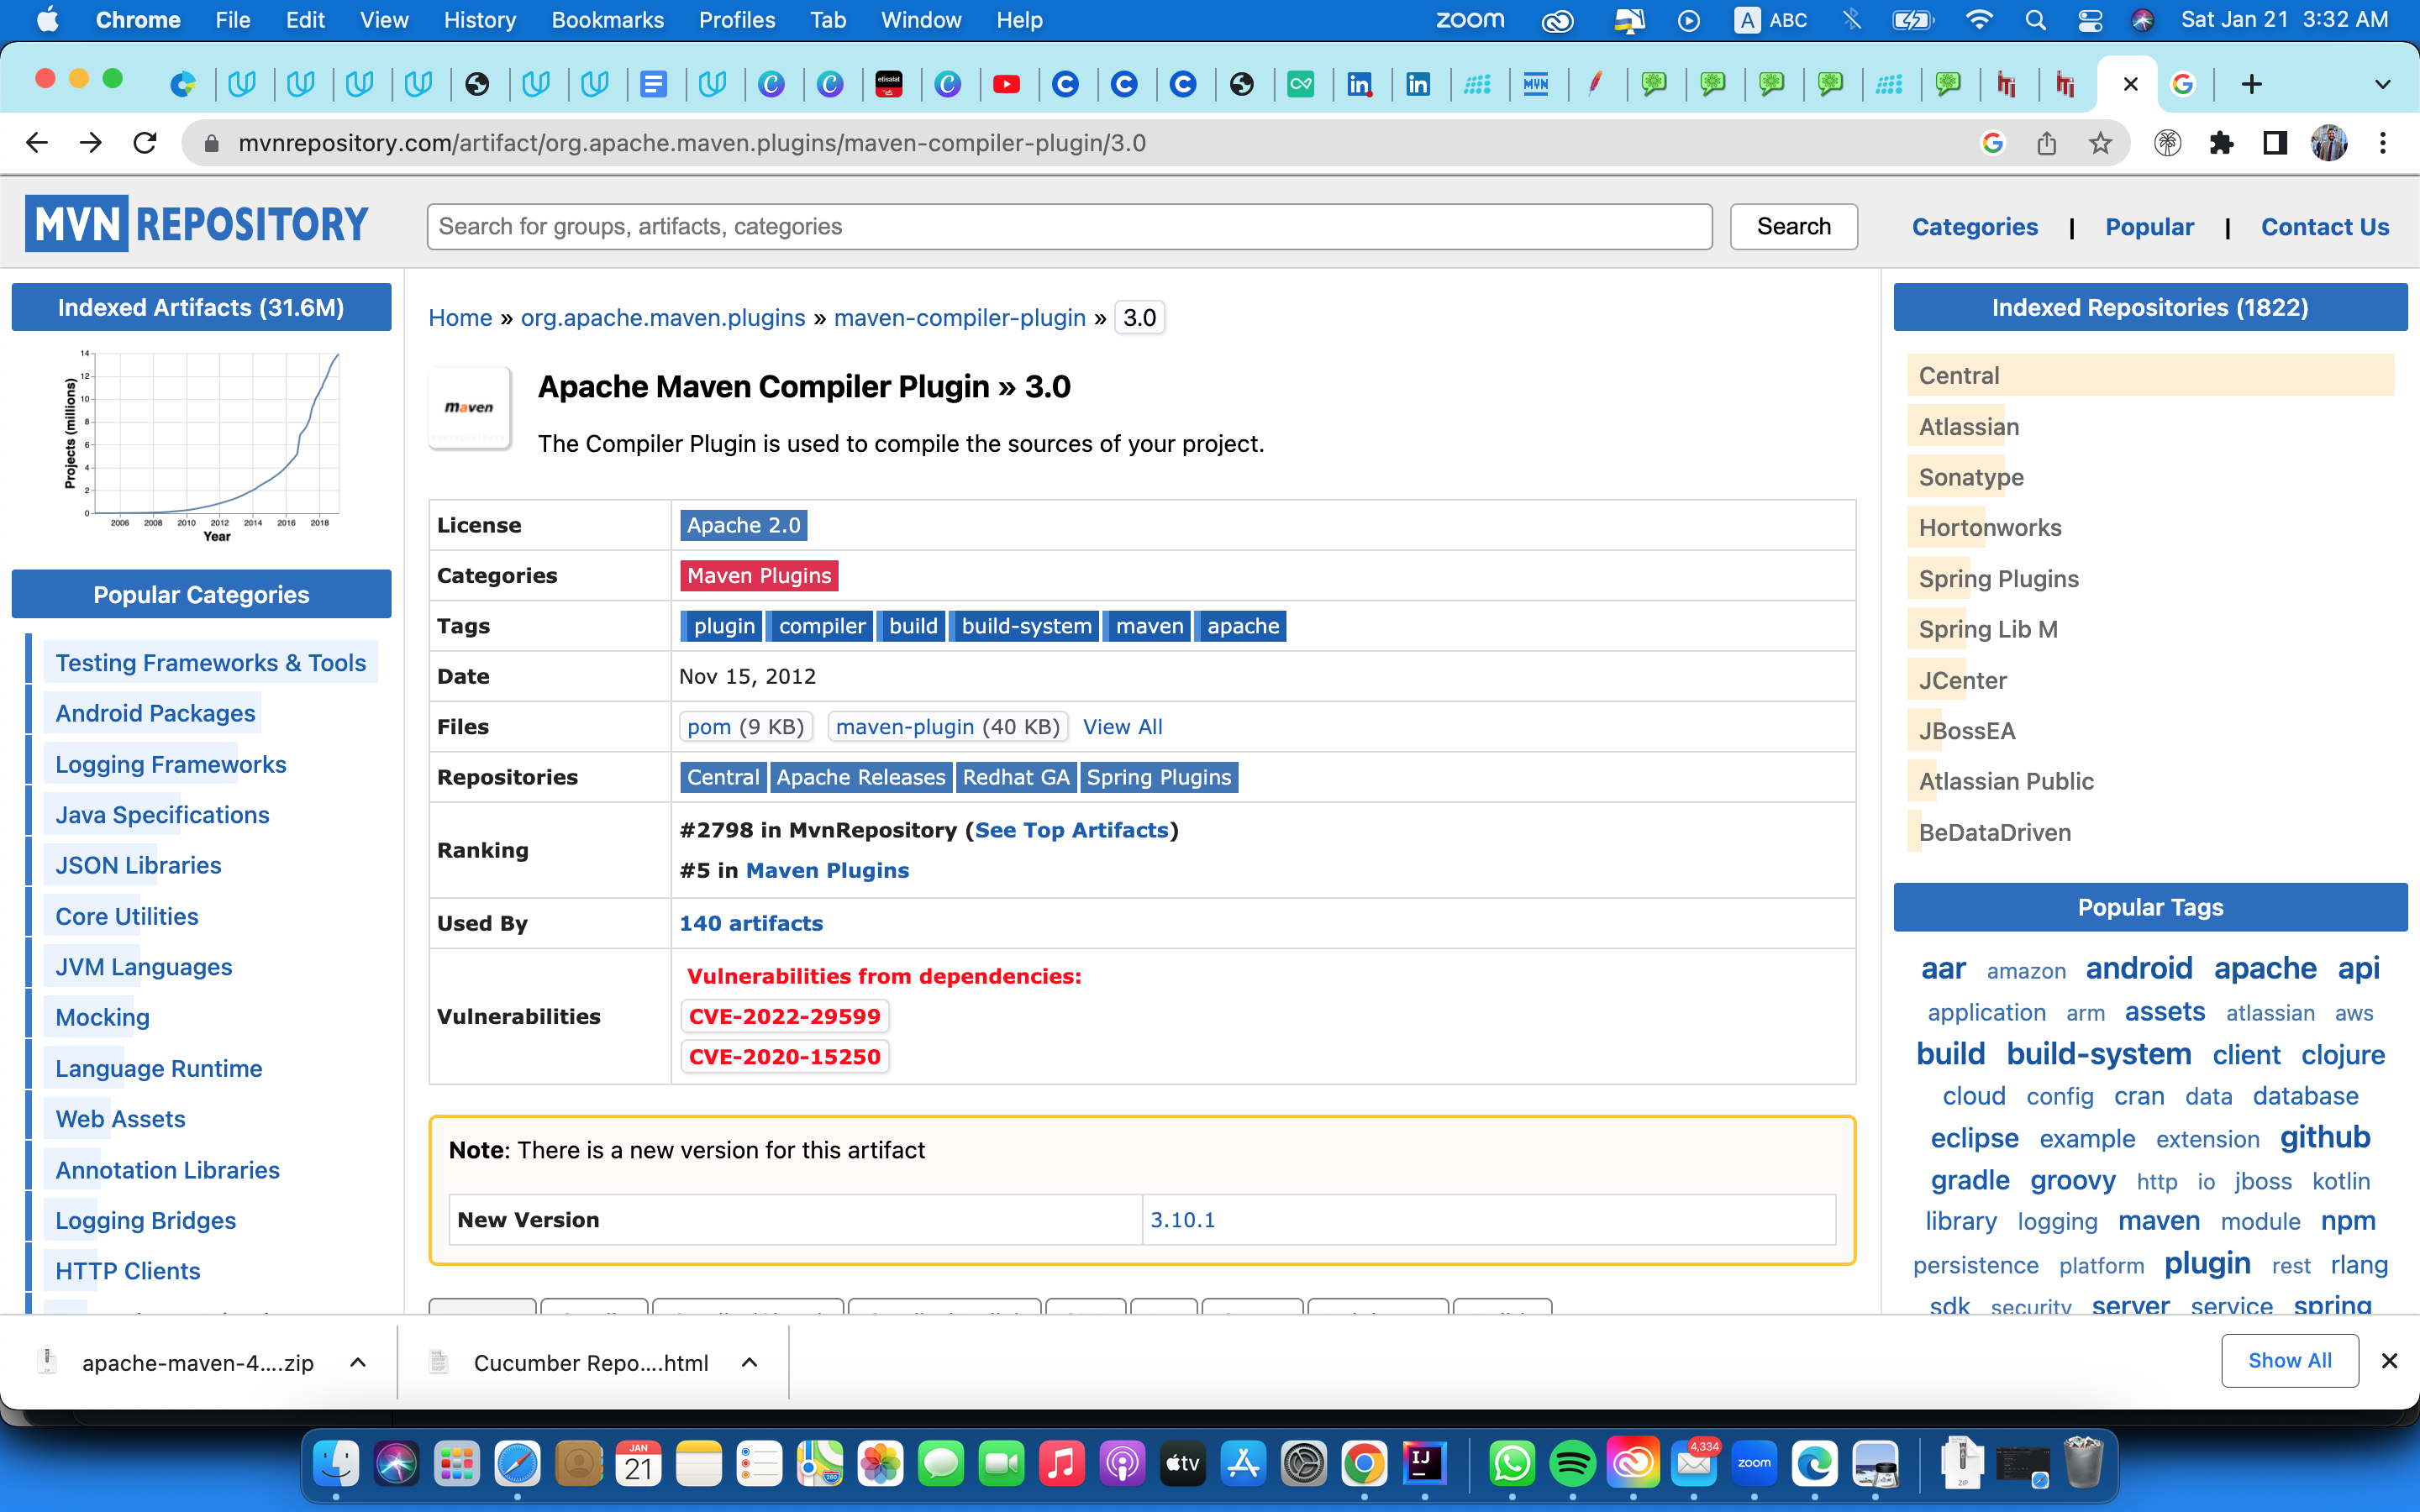 Chrome File Edit View History Bookmarks Profiles Tab Window Help zoom A ABC Sat Jan 21 3:32 AM
mvnrepository.com/artifact/org.apache.maven.plugins/maven-compiler-plugin/3.0
MVN REPOSITORY
Search for groups, artifacts, categories
Search
Categories | Popular | Contact Us
Indexed Artifacts (31.6M)
Projects (millions)
14
12
10
8
6
4
2
0
2006 2008 2010 2012 2014 2016 2018
Year
Popular Categories
Testing Frameworks & Tools
Android Packages
Logging Frameworks
Java Specifications
JSON Libraries
Core Utilities
JVM Languages
Mocking
Language Runtime
Web Assets
Annotation Libraries
Logging Bridges
HTTP Clients
Home » org.apache.maven.plugins » maven-compiler-plugin » 3.0
maven
Apache Maven Compiler Plugin » 3.0
The Compiler Plugin is used to compile the sources of your project.
License Apache 2.0
Categories Maven Plugins
Tags plugin compiler build build-system maven apache
Date Nov 15, 2012
Files pom (9 KB) maven-plugin (40 KB) View All
Repositories Central Apache Releases Redhat GA Spring Plugins
Ranking #2798 in MvnRepository (See Top Artifacts)
#5 in Maven Plugins
Used By 140 artifacts
Vulnerabilities Vulnerabilities from dependencies:
CVE-2022-29599
CVE-2020-15250
Note: There is a new version for this artifact
New Version 3.10.1
Indexed Repositories (1822)
Central
Atlassian
Sonatype
Hortonworks
Spring Plugins
Spring Lib M
JCenter
JBossEA
Atlassian Public
BeDataDriven
Popular Tags
aar amazon android apache api
application arm assets atlassian aws
build build-system client clojure
cloud config cran data database
eclipse example extension github
gradle groovy http io jboss kotlin
library logging maven module npm
persistence platform plugin rest rlang
sdk security server service spring
apache-maven-4....zip
Cucumber Repo....html
Show All
JAN
21
280
tv
IJ
4,334
zoom
ZIP